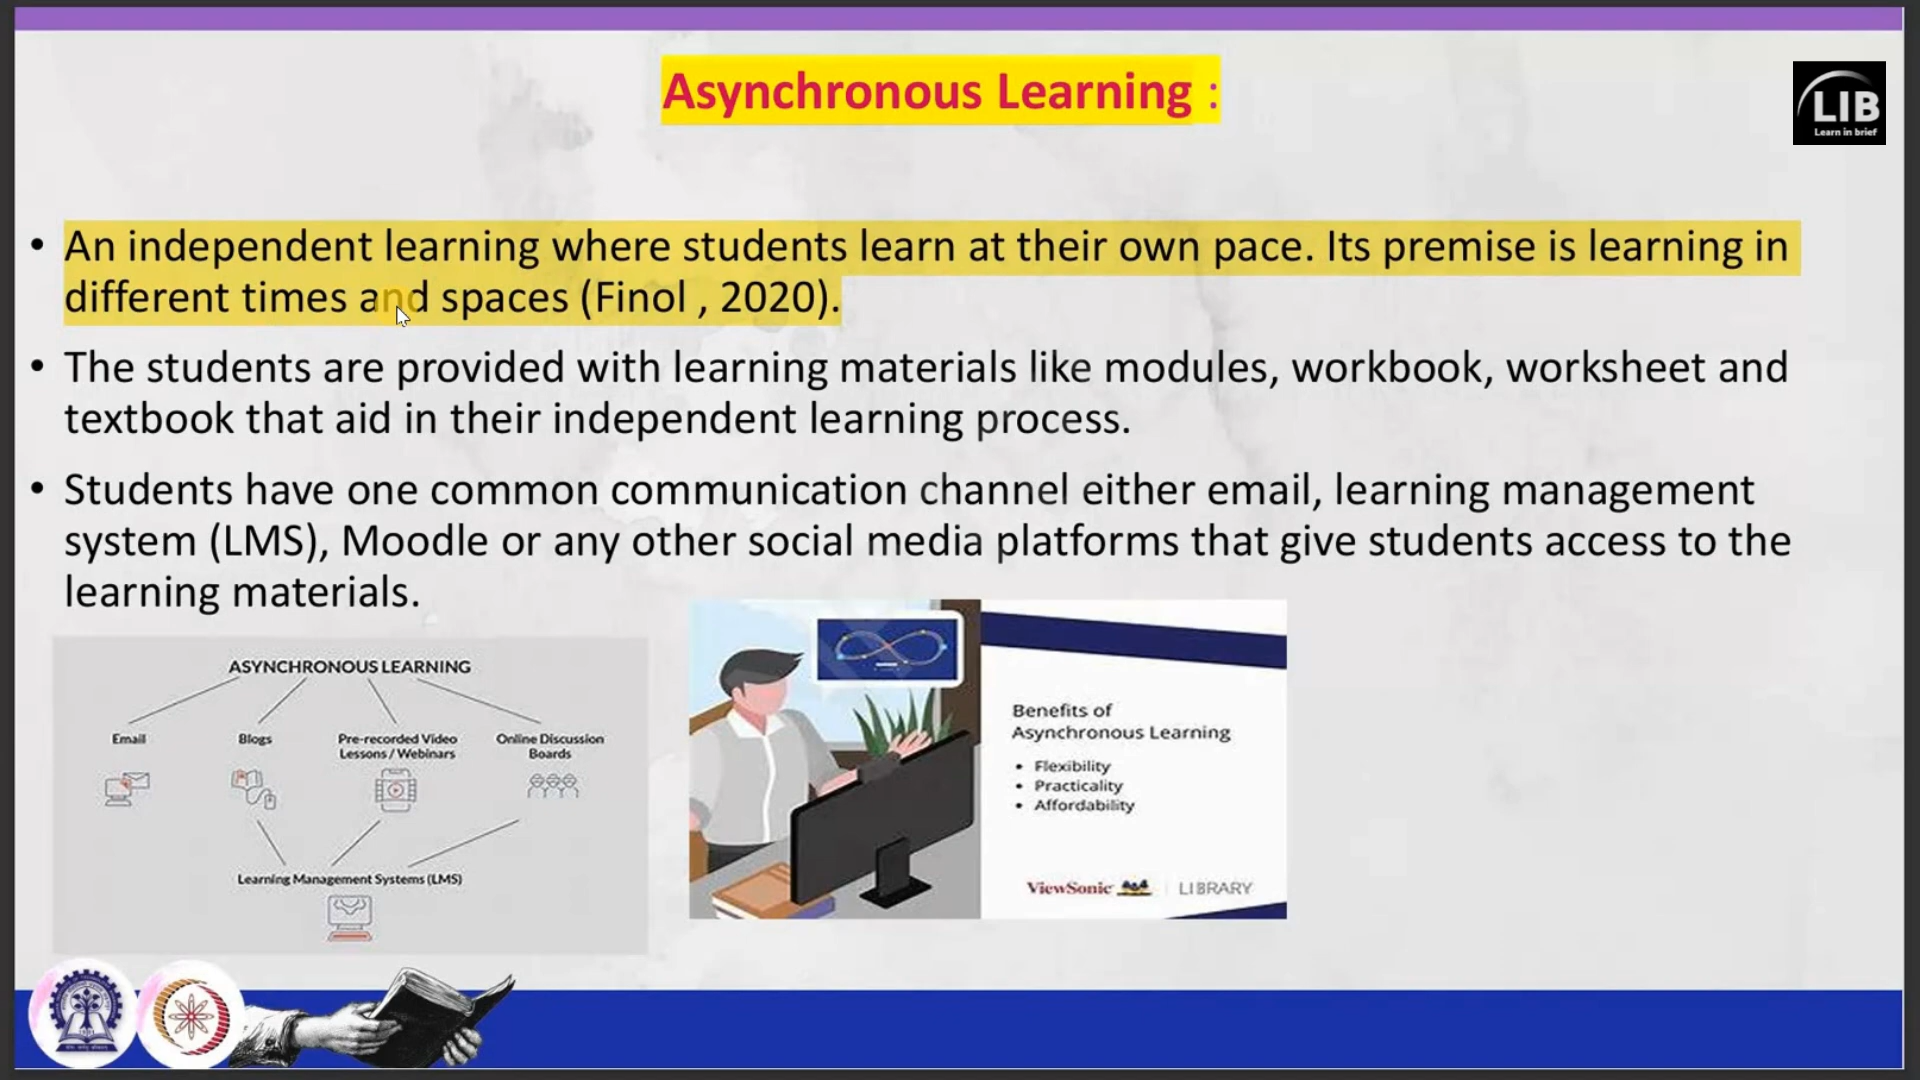 Asynchronous Learning :
LIB
Learn in brief
• An independent learning where students learn at their own pace. Its premise is learning in
different times and spaces (Finol , 2020).
• The students are provided with learning materials like modules, workbook, worksheet and
textbook that aid in their independent learning process.
• Students have one common communication channel either email, learning management
system (LMS), Moodle or any other social media platforms that give students access to the
learning materials.
ASYNCHRONOUS LEARNING
Email
Blogs
Pre-recorded Video
Lessons / Webinars
Online Discussion
Boards
Learning Management Systems (LMS)
Benefits of
Asynchronous Learning
• Flexibility
• Practicality
• Affordability
ViewSonic LIBRARY